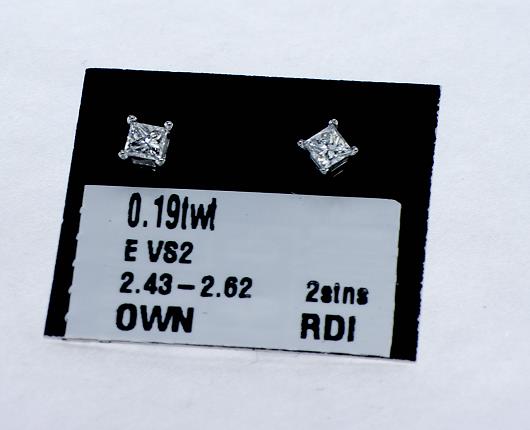 0.19twt
E VS2
2.43-2.62 2stns
OWN RDI